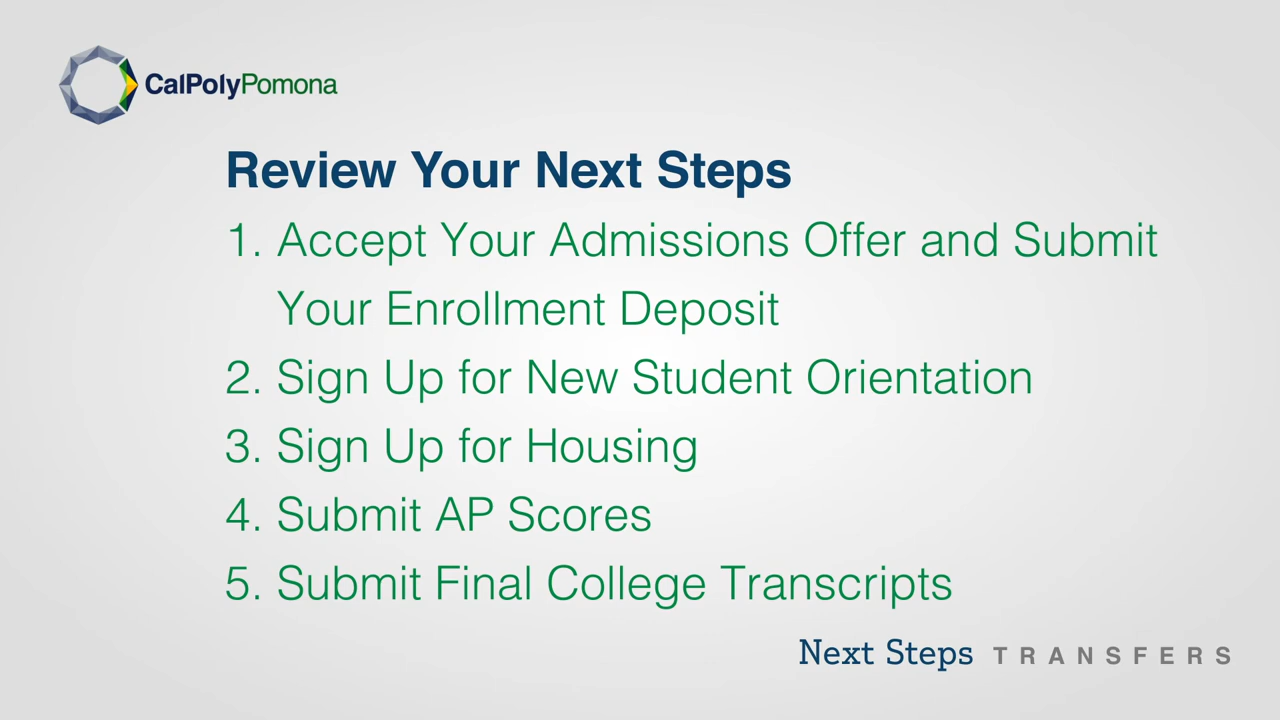 CalPolyPomona
Review Your Next Steps
1. Accept Your Admissions Offer and Submit
Your Enrollment Deposit
2. Sign Up for New Student Orientation
3. Sign Up for Housing
4. Submit AP Scores
5. Submit Final College Transcripts
Next Steps TRANSFERS